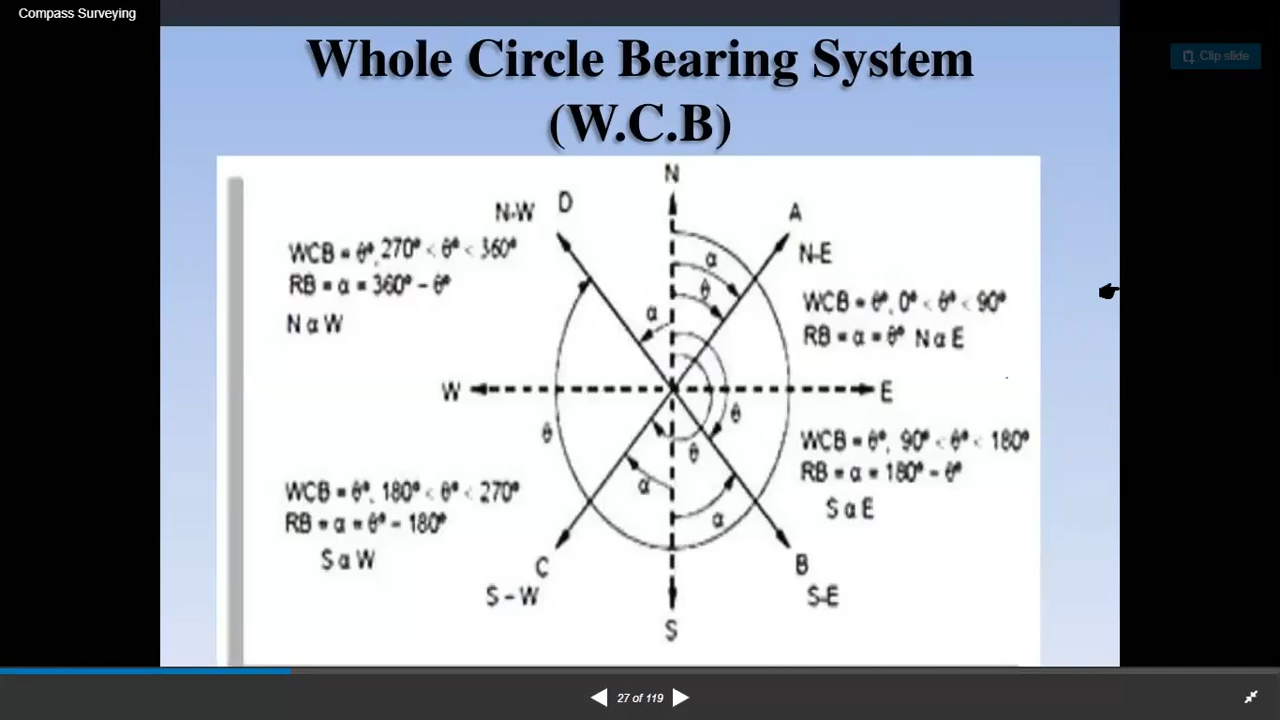 Compass Surveying
Clip slide
Whole Circle Bearing System
(W.C.B)
N
N-W D
A
N-E
WCB = θ°, 270° < θ° < 360°
RB = α = 360° – θ°
N α W
α
θ
α
WCB = θ°, 0° < θ° < 90°
RB = α = θ° N α E
W
E
θ
θ
θ
α
α
WCB = θ°, 90° < θ° < 180°
RB = α = 180° – θ°
S α E
WCB = θ°, 180° < θ° < 270°
RB = α = θ° – 180°
S α W
C
S – W
B
S-E
S
27 of 119